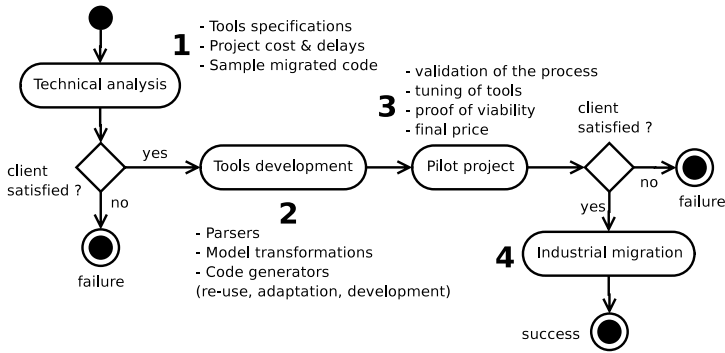 1
- Tools specifications
- Project cost & delays
- Sample migrated code
Technical analysis
client
satisfied ?
yes
no
failure
Tools development
2
- Parsers
- Model transformations
- Code generators
(re-use, adaptation, development)
3
- validation of the process
- tuning of tools
- proof of viability
- final price
Pilot project
client
satisfied ?
no
failure
yes
4
Industrial migration
success